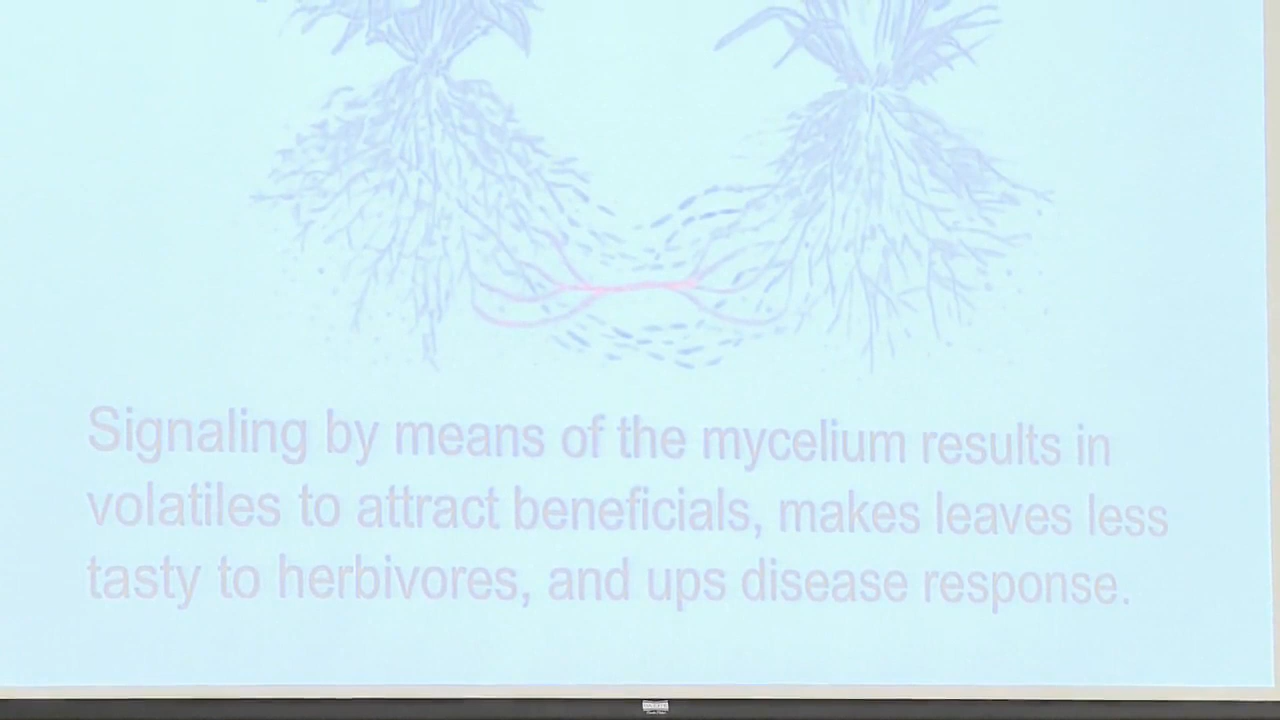 Signaling by means of the mycelium results in
volatiles to attract beneficials, makes leaves less
tasty to herbivores, and ups disease response.